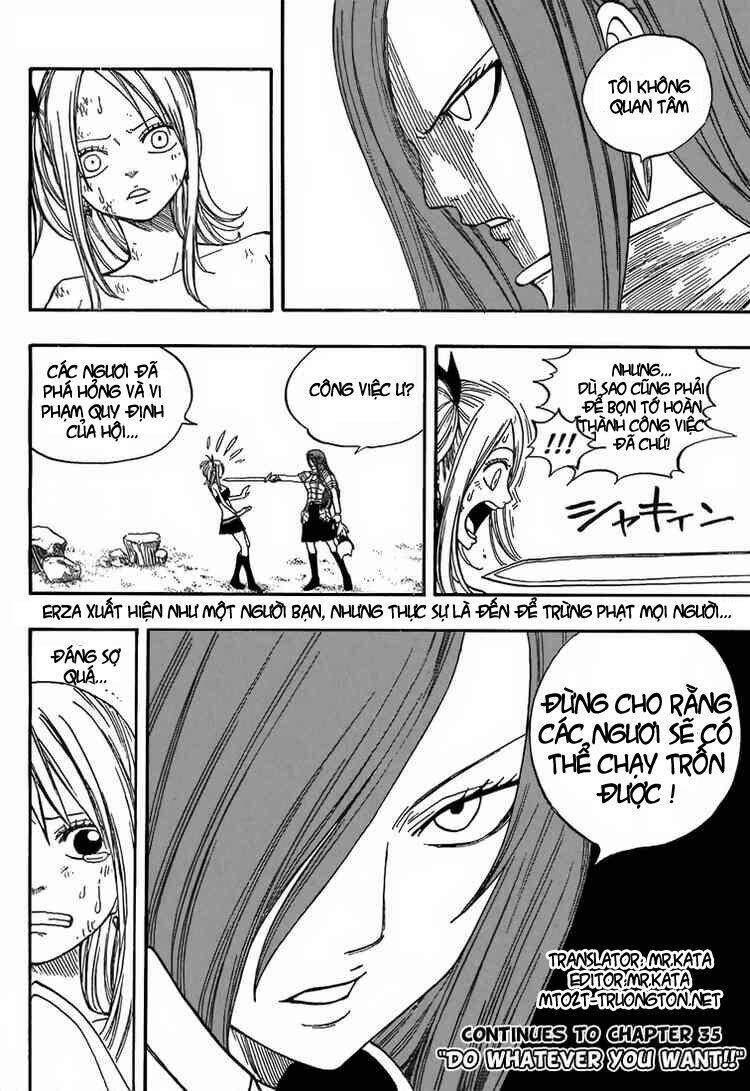 TÔI KHÔNG
QUAN TÂM
NHƯNG...
DÙ SAO CŨNG PHẢI
ĐỂ BỌN TỚ HOÀN
THÀNH CÔNG VIỆC
ĐÃ CHỨ!
!!!
シャキィン
CÔNG VIỆC Ư?
CÁC NGƯƠI ĐÃ
PHÁ HỎNG VÀ VI
PHẠM QUY ĐỊNH
CỦA HỘI...
ERZA XUẤT HIỆN NHƯ MỘT NGƯỜI BẠN, NHƯNG THỰC SỰ LÀ ĐẾN ĐỂ TRỪNG PHẠT MỌI NGƯỜI...
ĐỪNG CHO RẰNG
CÁC NGƯƠI SẼ CÓ
THỂ CHẠY TRỐN
ĐƯỢC !
ĐÁNG SỢ
QUÁ...
TRANSLATOR: MR.KATA
EDITOR:MR.KATA
MTO2T-TRUONGTON.NET
CONTINUES TO CHAPTER 35
"DO WHATEVER YOU WANT!!"